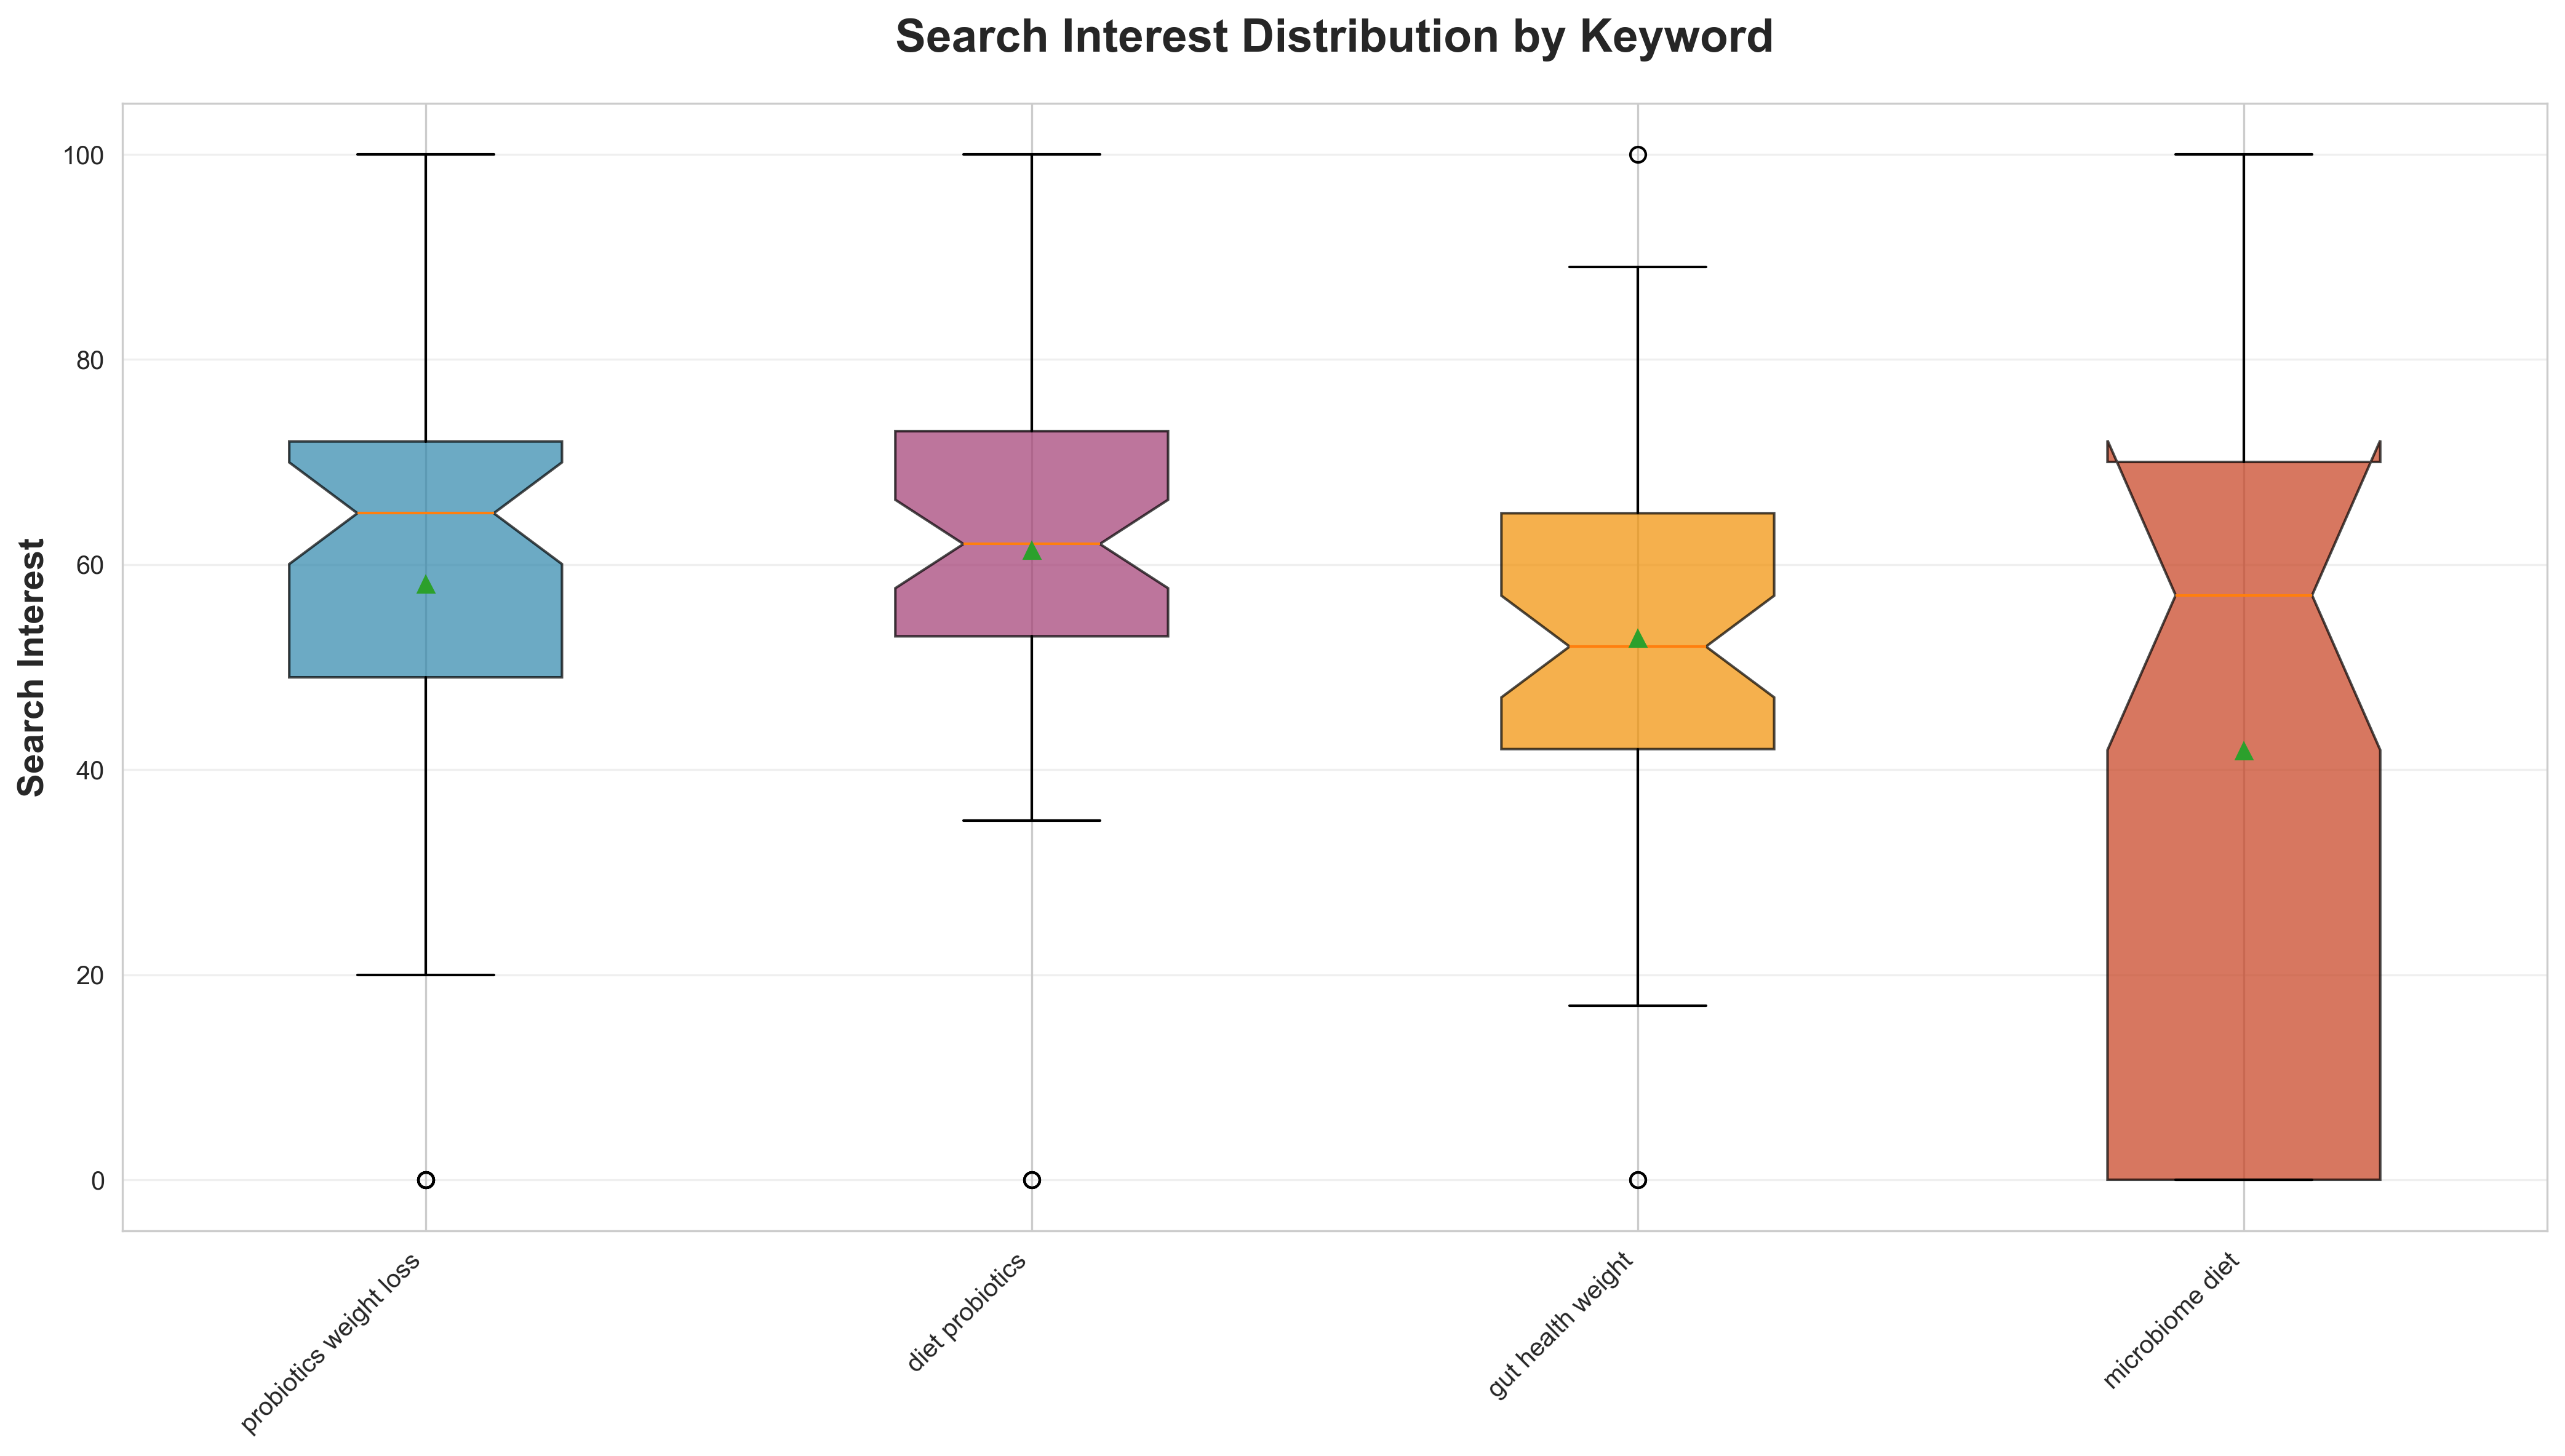 Search Interest Distribution by Keyword
Search Interest
100
80
60
40
20
0
probiotics weight loss
diet probiotics
gut health weight
microbiome diet